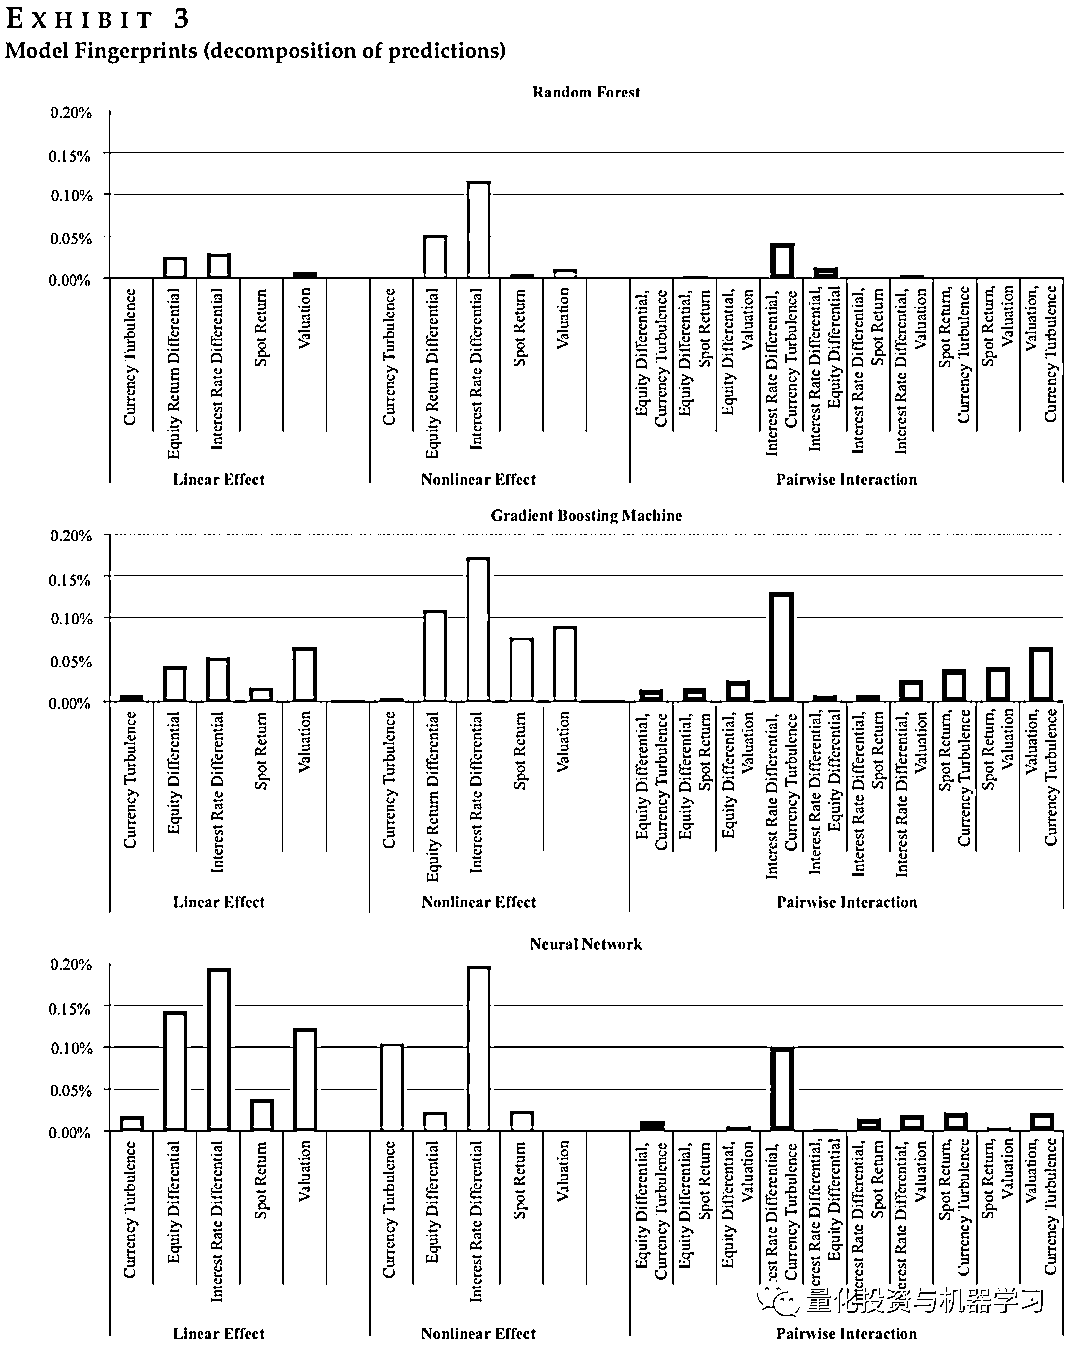 EXHIBIT 3
Model Fingerprints (decomposition of predictions)
Random Forest
0.20%
0.15%
0.10%
0.05%
0.00%
Currency Turbulence
Equity Return Differential
Interest Rate Differential
Spot Return
Valuation
Currency Turbulence
Equity Return Differential
Interest Rate Differential
Spot Return
Valuation
Equity Differential,
Currency Turbulence
Equity Differential,
Spot Return
Equity Differential,
Valuation
Interest Rate Differential,
Currency Turbulence
Interest Rate Differential,
Equity Differential
Interest Rate Differential,
Spot Return
Interest Rate Differential,
Valuation
Spot Return,
Currency Turbulence
Spot Return,
Valuation
Valuation,
Currency Turbulence
Linear Effect
Nonlinear Effect
Pairwise Interaction
Gradient Boosting Machine
0.20%
0.15%
0.10%
0.05%
0.00%
Currency Turbulence
Equity Differential
Interest Rate Differential
Spot Return
Valuation
Currency Turbulence
Equity Return Differential
Interest Rate Differential
Spot Return
Valuation
Equity Differential,
Currency Turbulence
Equity Differential,
Spot Return
Equity Differential,
Valuation
Interest Rate Differential,
Currency Turbulence
Interest Rate Differential,
Equity Differential
Interest Rate Differential,
Spot Return
Interest Rate Differential,
Valuation
Spot Return,
Currency Turbulence
Spot Return,
Valuation
Valuation,
Currency Turbulence
Linear Effect
Nonlinear Effect
Pairwise Interaction
Neural Network
0.20%
0.15%
0.10%
0.05%
0.00%
Currency Turbulence
Equity Differential
Interest Rate Differential
Spot Return
Valuation
Currency Turbulence
Equity Differential
Interest Rate Differential
Spot Return
Valuation
Equity Differential,
Currency Turbulence
Equity Differential,
Spot Return
Equity Differential,
Valuation
Rate Differential,
Currency Turbulence
Rate Differential,
Equity Differential
Interest Rate Differential,
Spot Return
Interest Rate Differential,
Valuation
Spot Return,
Currency Turbulence
Spot Return,
Valuation
Valuation,
Currency Turbulence
Linear Effect
Nonlinear Effect
Pairwise Interaction
量化投资与机器学习